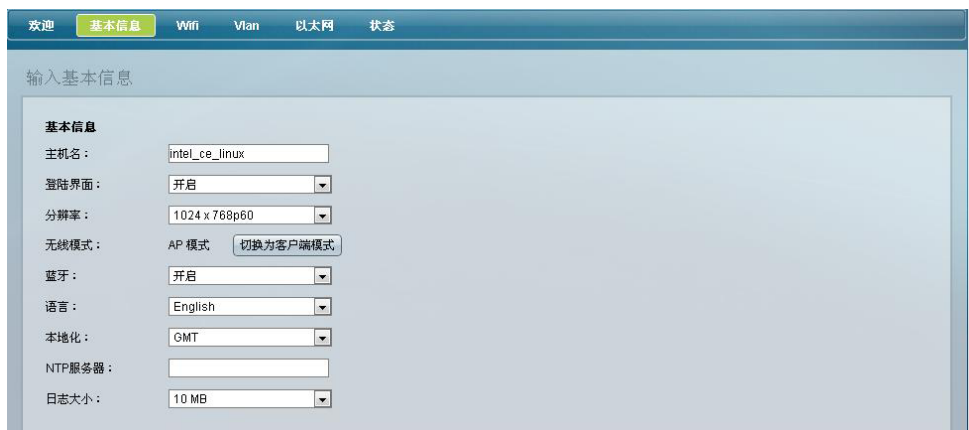 欢迎 基本信息 Wifi Vlan 以太网 状态
输入基本信息
基本信息
主机名： intel_ce_linux
登陆界面： 开启
分辨率： 1024 x 768p60
无线模式： AP 模式 切换为客户端模式
蓝牙： 开启
语言： English
本地化： GMT
NTP服务器：
日志大小： 10 MB